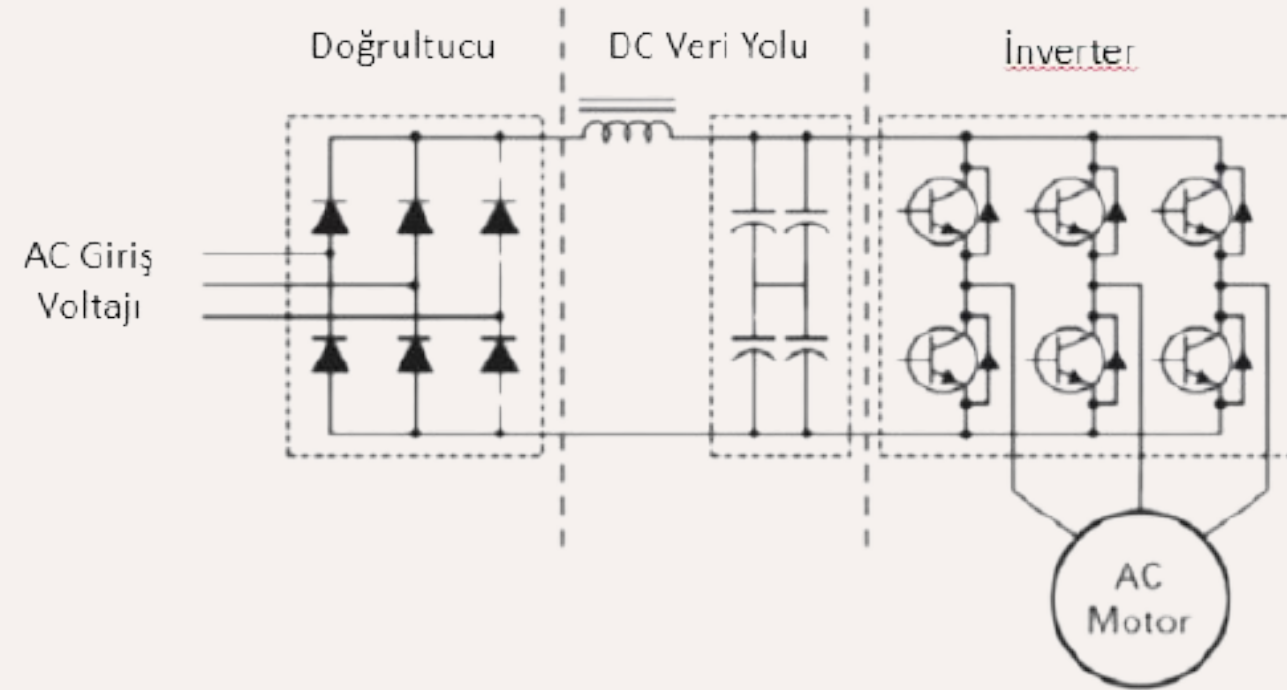 Doğrultucu
DC Veri Yolu
İnverter
AC Giriş
Voltajı
AC
Motor